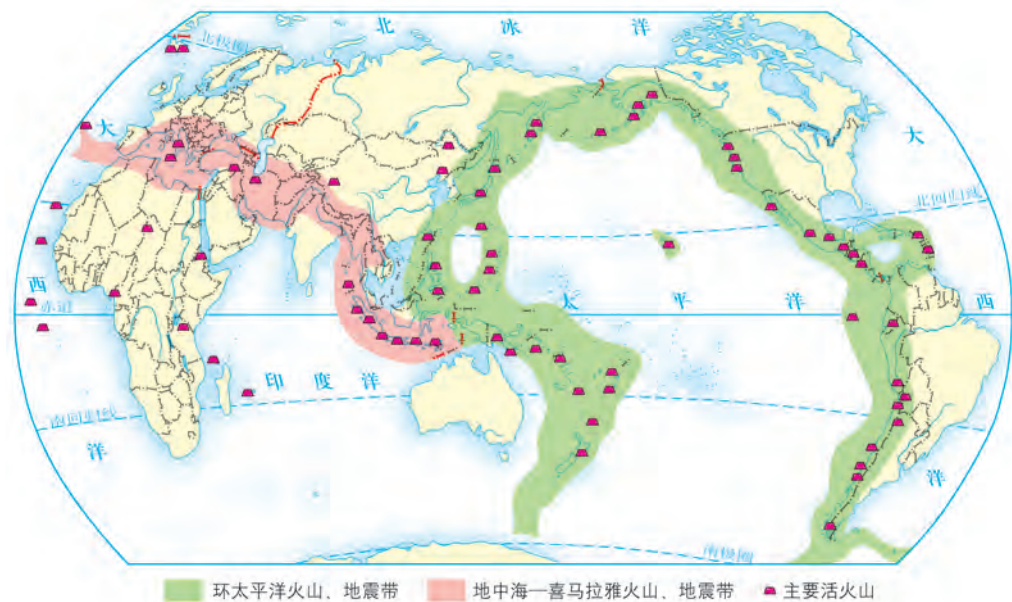 北冰洋
北极圈
大
大
北回归线
西
赤道
太平洋
西
印度洋
南回归线
洋
洋
南极圈
环太平洋火山、地震带
地中海—喜马拉雅火山、地震带
主要活火山